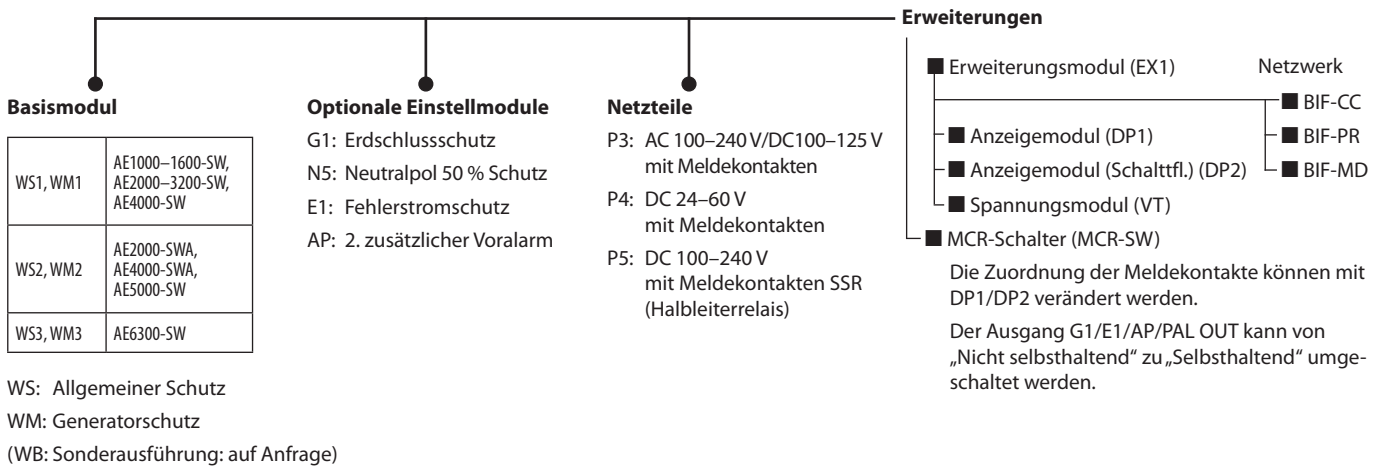 Erweiterungen
Basismodul
WS1, WM1
AE1000–1600-SW,
AE2000–3200-SW,
AE4000-SW
WS2, WM2
AE2000-SWA,
AE4000-SWA,
AE5000-SW
WS3, WM3
AE6300-SW
WS: Allgemeiner Schutz
WM: Generatorschutz
(WB: Sonderausführung: auf Anfrage)
Optionale Einstellmodule
G1: Erdschlussschutz
N5: Neutralpol 50 % Schutz
E1: Fehlerstromschutz
AP: 2. zusätzlicher Voralarm
Netzteile
P3: AC 100–240 V/DC100–125 V
mit Meldekontakten
P4: DC 24–60 V
mit Meldekontakten
P5: DC 100–240 V
mit Meldekontakten SSR
(Halbleiterrelais)
Erweiterungsmodul (EX1)
Netzwerk
BIF-CC
Anzeigemodul (DP1)
BIF-PR
Anzeigemodul (Schalttfl.) (DP2)
BIF-MD
Spannungsmodul (VT)
MCR-Schalter (MCR-SW)
Die Zuordnung der Meldekontakte können mit
DP1/DP2 verändert werden.
Der Ausgang G1/E1/AP/PAL OUT kann von
„Nicht selbsthaltend“ zu „Selbsthaltend“ umge-
schaltet werden.